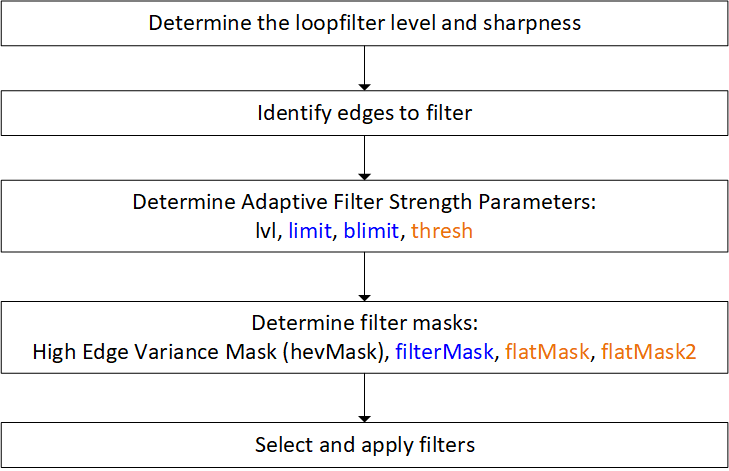 Determine the loopfilter level and sharpness
Identify edges to filter
Determine Adaptive Filter Strength Parameters:
lvl, limit, blimit, thresh
Determine filter masks:
High Edge Variance Mask (hevMask), filterMask, flatMask, flatMask2
Select and apply filters